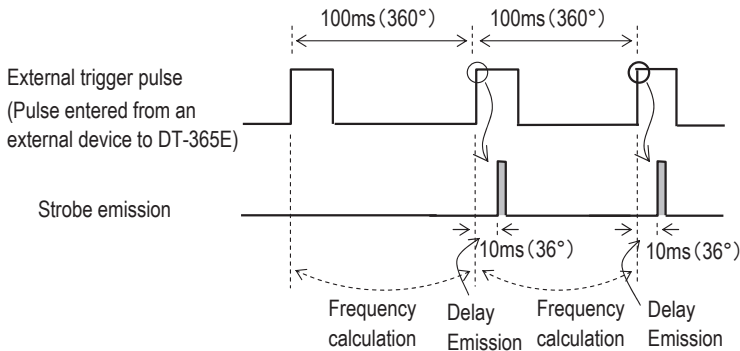 100ms(360°) 100ms(360°)
External trigger pulse
(Pulse entered from an
external device to DT-365E)
Strobe emission
10ms(36°) 10ms(36°)
Frequency
calculation
Delay
Emission
Frequency
calculation
Delay
Emission